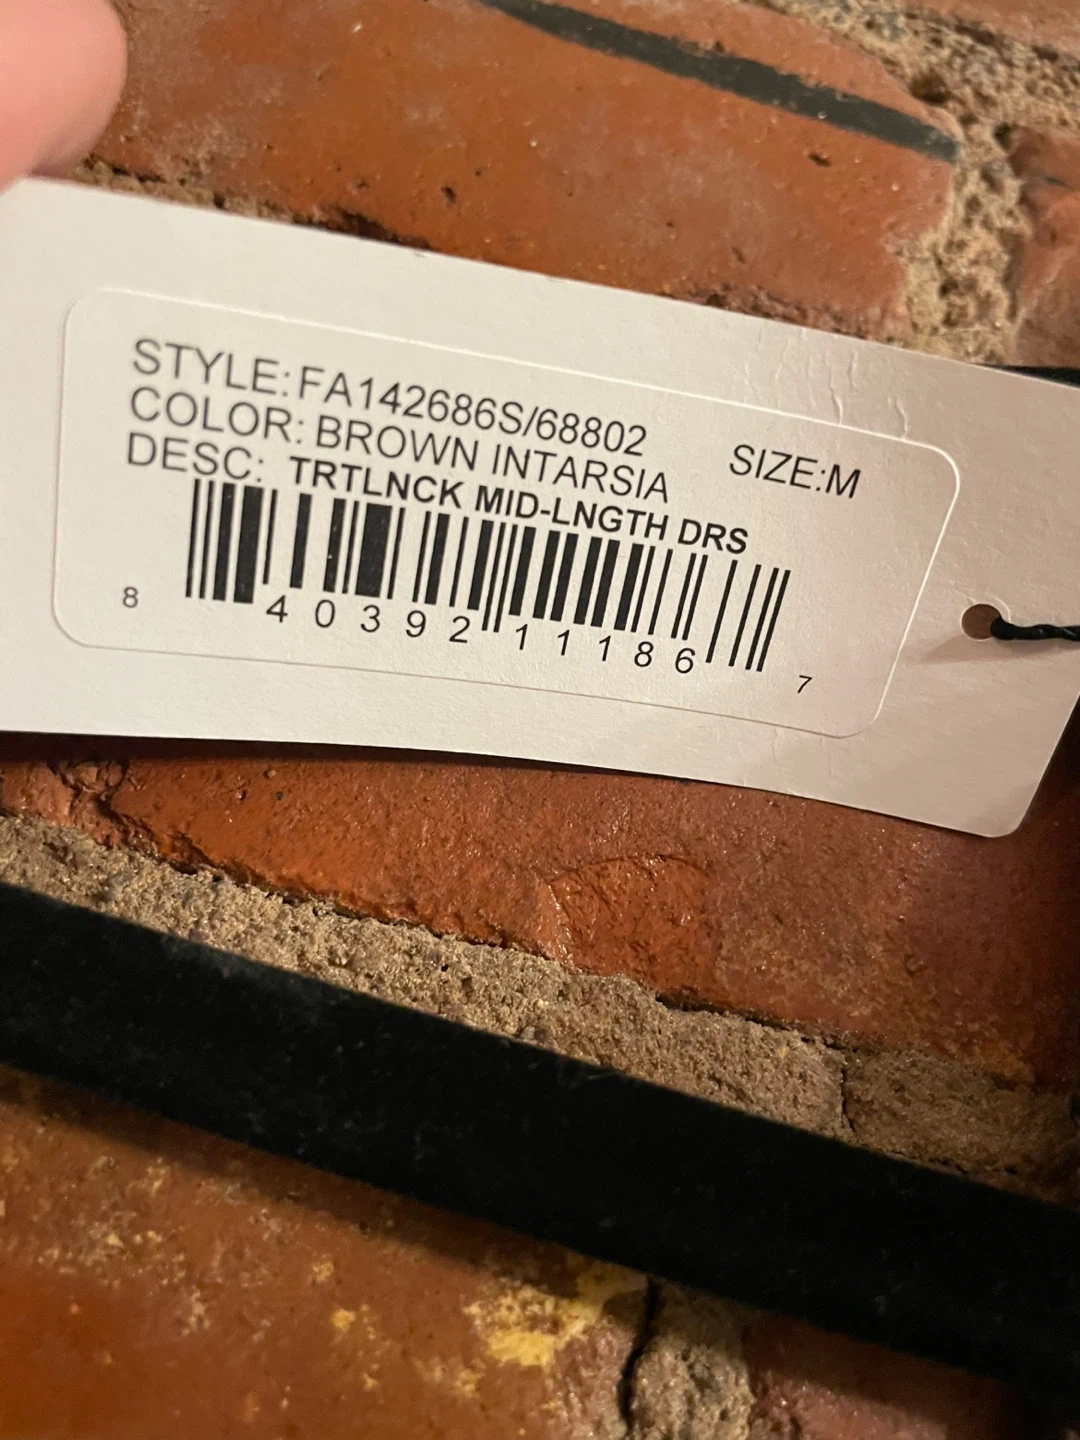 STYLE: FA142686S/68802
COLOR: BROWN INTARSIA SIZE:M
DESC: TRTLNCK MID-LNGTH DRS
8 40392 11186 7